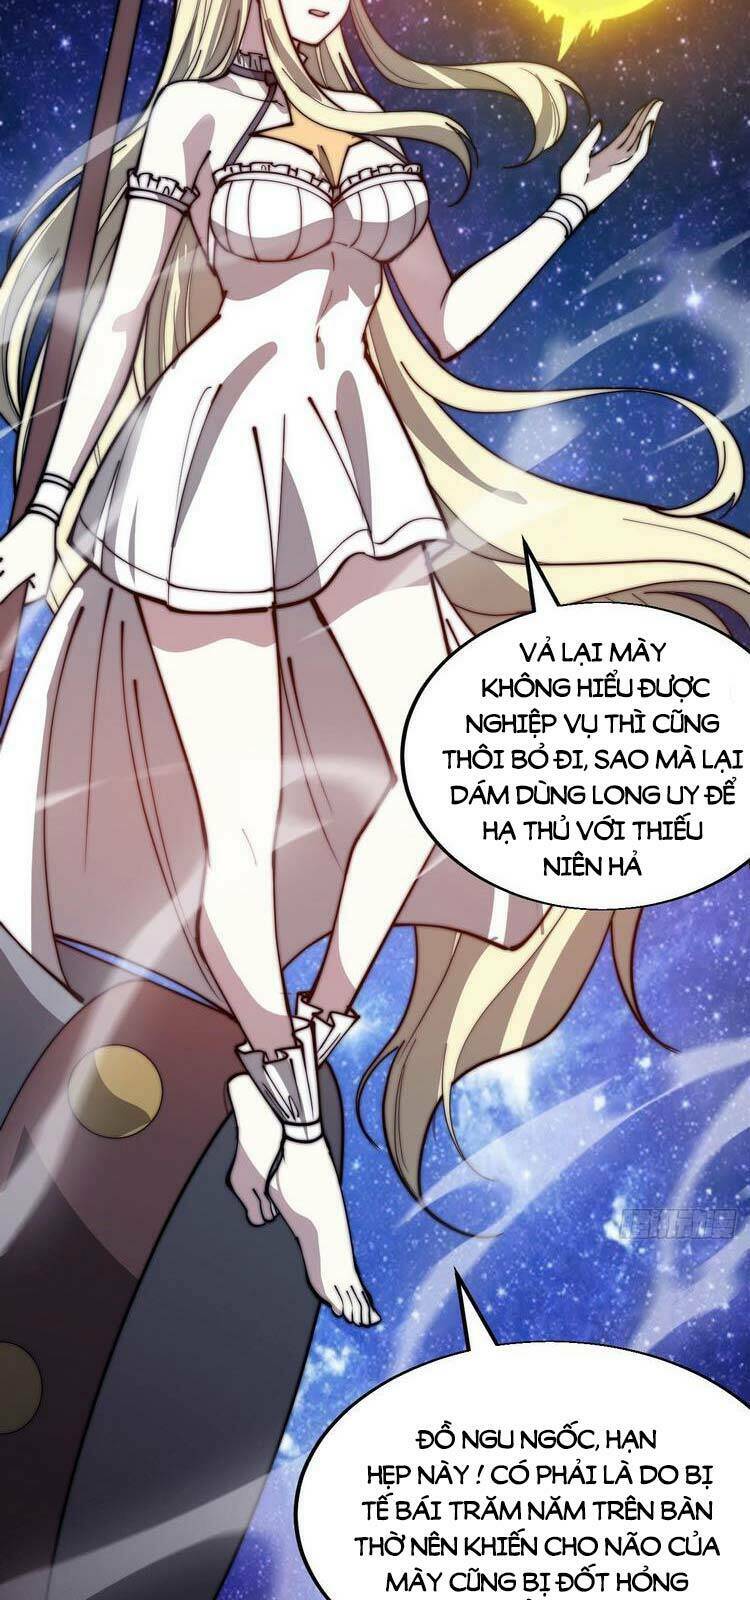 VẢ LẠI MÀY
KHÔNG HIỂU ĐƯỢC
NGHIỆP VỤ THÌ CŨNG
THÔI BỎ ĐI, SAO MÀ LẠI
DÁM DÙNG LONG UY ĐỂ
HẠ THỦ VỚI THIẾU
NIÊN HẢ
ĐỒ NGU NGỐC, HẠN
HẸP NÀY ! CÓ PHẢI LÀ DO BỊ
TẾ BÁI TRĂM NĂM TRÊN BÀN
THỜ NÊN KHIẾN CHO NÃO CỦA
MÀY CŨNG BỊ ĐỐT HỎNG